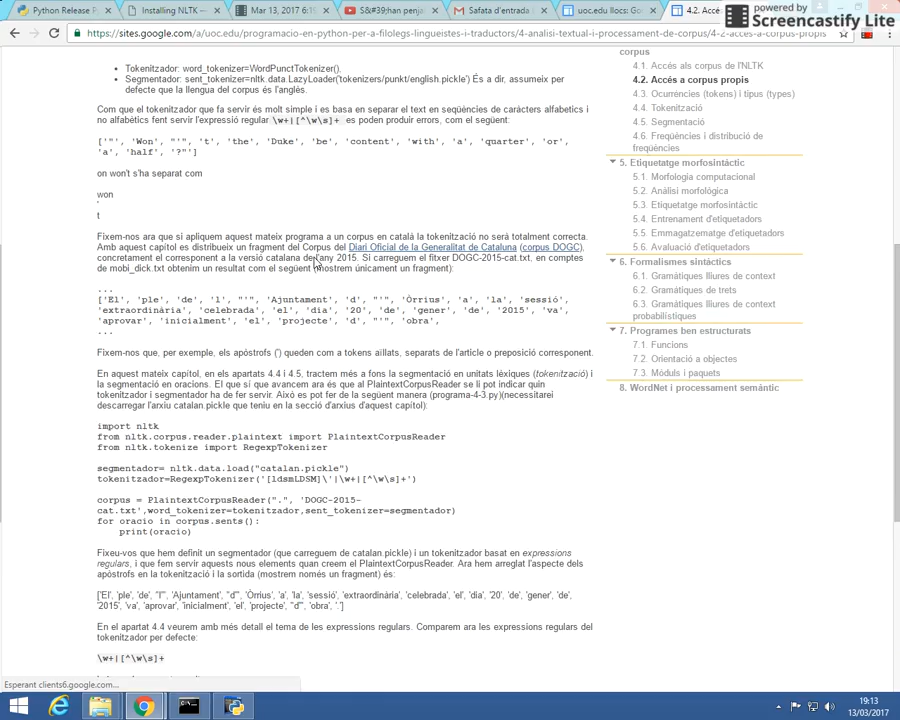 Python Release P
Installing NLTK —
Mar 13, 2017 6:19
S&#39;han penja
Safata d'entrada
uoc.edu llocs: Go
4.2. Accé
powered by
Screencastify Lite
https://sites.google.com/a/uoc.edu/programacio-en-python-per-a-filolegs-lingueistes-i-traductors/4-analisi-textual-i-processament-de-corpus/4-2-acces-a-corpus-propis
Tokenitzador: word_tokenizer=WordPunctTokenizer().
Segmentador: sent_tokenizer=nltk.data.LazyLoader('tokenizers/punkt/english.pickle') És a dir, assumeix per
defecte que la llengua del corpus és l'anglès.
Com que el tokenitzador que fa servir és molt simple i es basa en separar el text en seqüències de caràcters alfabètics i
no alfabètics fent servir l'expressió regular \w+|[^\w\s]+ es poden produir errors, com el següent:
['"', 'Won', "'", 't', 'the', 'Duke', 'be', 'content', 'with', 'a', 'quarter', 'or',
'a', 'half', '?"']
on won't s'ha separat com
won
'
t
Fixem-nos ara que si apliquem aquest mateix programa a un corpus en català la tokenització no serà totalment correcta.
Amb aquest capítol es distribueix un fragment del Corpus del Diari Oficial de la Generalitat de Cataluna (corpus DOGC),
concretament el corresponent a la versió catalana de l'any 2015. Si carreguem el fitxer DOGC-2015-cat.txt, en comptes
de mobi_dick.txt obtenim un resultat com el següent (mostrem únicament un fragment):
...
['El', 'ple', 'de', 'l', "'", 'Ajuntament', 'd', "'", 'Òrrius', 'a', 'la', 'sessió',
'extraordinària', 'celebrada', 'el', 'dia', '20', 'de', 'gener', 'de', '2015', 'va',
'aprovar', 'inicialment', 'el', 'projecte', 'd', "'", 'obra',
...
Fixem-nos que, per exemple, els apòstrofs (') queden com a tokens aïllats, separats de l'article o preposició corresponent.
En aquest mateix capítol, en els apartats 4.4 i 4.5, tractem més a fons la segmentació en unitats lèxiques (tokenització) i
la segmentació en oracions. El que sí que avancem ara és que al PlaintextCorpusReader se li pot indicar quin
tokenitzador i segmentador ha de fer servir. Això es pot fer de la següent manera (programa-4-3.py)(necessitarei
descarregar l'arxiu catalan.pickle que teniu en la secció d'arxius d'aquest capítol):
import nltk
from nltk.corpus.reader.plaintext import PlaintextCorpusReader
from nltk.tokenize import RegexpTokenizer
segmentador= nltk.data.load("catalan.pickle")
tokenitzador=RegexpTokenizer('[ldsmLDSM]\'|\w+|[^\w\s]+')
corpus = PlaintextCorpusReader(".", 'DOGC-2015-
cat.txt',word_tokenizer=tokenitzador,sent_tokenizer=segmentador)
for oracio in corpus.sents():
print(oracio)
Fixeu-vos que hem definit un segmentador (que carreguem de catalan pickle) i un tokenitzador basat en expressions
regulars, i que fem servir aquests nous elements quan creem el PlaintextCorpusReader. Ara hem arreglat l'aspecte dels
apòstrofs en la tokenització i la sortida (mostrem només un fragment) és:
['El', 'ple', 'de', "l'", 'Ajuntament', "d'", 'Òrrius', 'a', 'la', 'sessió', 'extraordinària', 'celebrada', 'el', 'dia', '20', 'de', 'gener', 'de',
'2015', 'va', 'aprovar', 'inicialment', 'el', 'projecte', "d'", 'obra', '.']
En el apartat 4.4 veurem amb més detall el tema de les expressions regulars. Comparem ara les expressions regulars del
tokenitzador per defecte:
\w+|[^\w\s]+
corpus
4.1. Accés als corpus de l'NLTK
4.2. Accés a corpus propis
4.3. Ocurrències (tokens) i tipus (types)
4.4. Tokenització
4.5. Segmentació
4.6. Freqüències i distribució de
freqüències
5. Etiquetatge morfosintàctic
5.1. Morfologia computacional
5.2. Anàlisi morfològica
5.3. Etiquetatge morfosintàctic
5.4. Entrenament d'etiquetadors
5.5. Emmagatzematge d'etiquetadors
5.6. Avaluació d'etiquetadors
6. Formalismes sintàctics
6.1. Gramàtiques lliures de context
6.2. Gramàtiques de trets
6.3. Gramàtiques lliures de context
probabilístiques
7. Programes ben estructurats
7.1. Funcions
7.2. Orientació a objectes
7.3. Mòduls i paquets
8. WordNet i processament semàntic
Esperant clients6.google.com...
19:13
13/03/2017